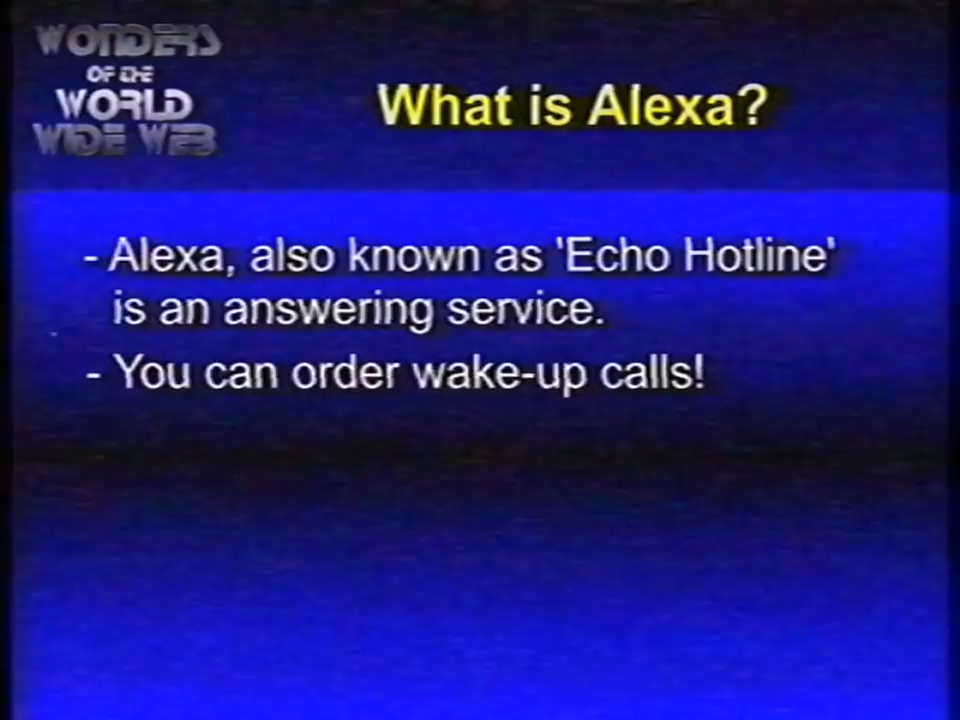 WONDERS
OF THE
WORLD
WIDE WEB
What is Alexa?
- Alexa, also known as 'Echo Hotline'
is an answering service.
- You can order wake-up calls!